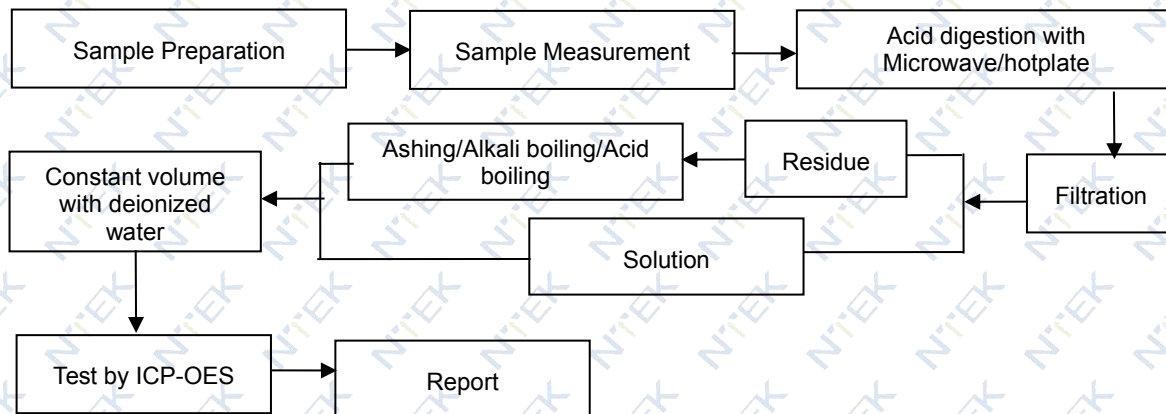 Sample Preparation
Sample Measurement
Acid digestion with
Microwave/hotplate
Filtration
Residue
Solution
Ashing/Alkali boiling/Acid
boiling
Constant volume
with deionized
water
Test by ICP-OES
Report
NTEK